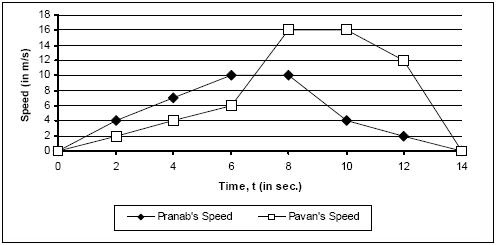 Speed (in m/s)
18
16
14
12
10
8
6
4
2
0
0 2 4 6 8 10 12 14
Time, t (in sec.)
Pranab's Speed Pavan's Speed